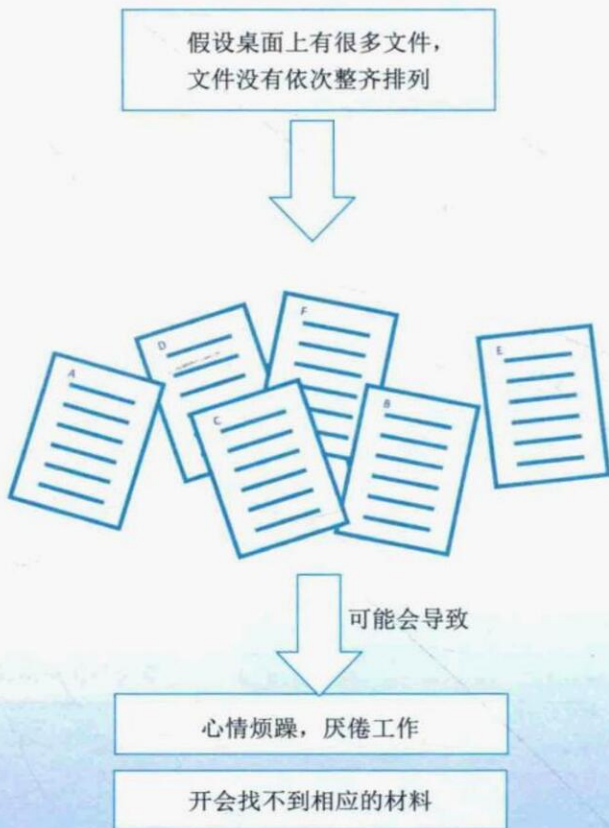 假设桌面上有很多文件，
文件没有依次整齐排列
F
D
E
A
B
C
可能会导致
心情烦躁，厌倦工作
开会找不到相应的材料